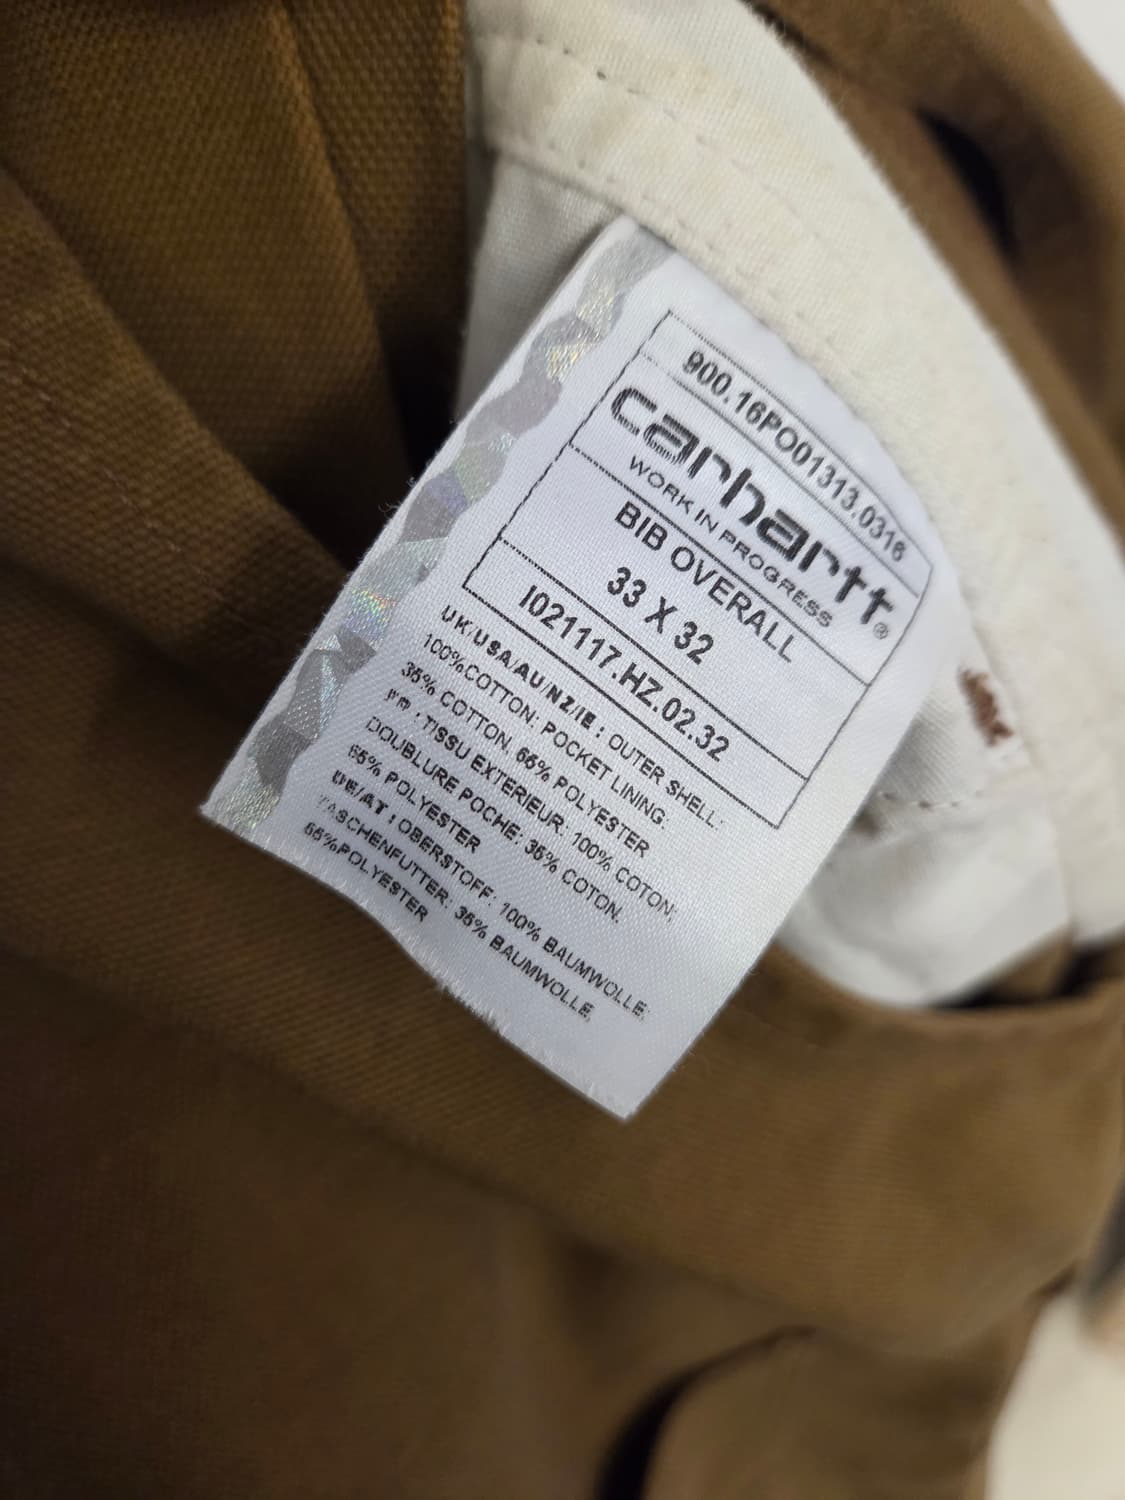 900.16PO01313.0316
carhartt®
WORK IN PROGRESS
BIB OVERALL
33 X 32
I021117.HZ.02.32
UK/USA/AU/NZ/IE : OUTER SHELL:
100%COTTON: POCKET LINING.
35% COTTON. 65% POLYESTER
FR : TISSU EXTERIEUR: 100% COTON;
DOUBLURE POCHE: 35% COTON.
65% POLYESTER
DE/AT : OBERSTOFF: 100% BAUMWOLLE;
TASCHENFUTTER: 35% BAUMWOLLE,
65%POLYESTER